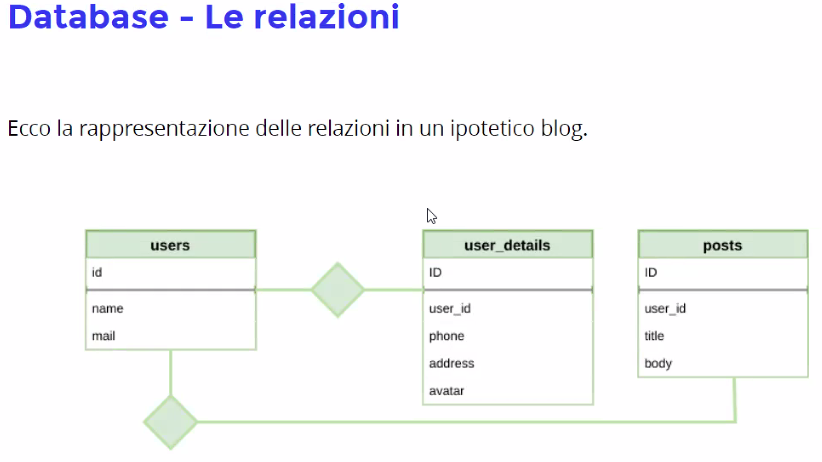 Database - Le relazioni
Ecco la rappresentazione delle relazioni in un ipotetico blog.
users
id
name
mail
user_details
ID
user_id
phone
address
avatar
posts
ID
user_id
title
body